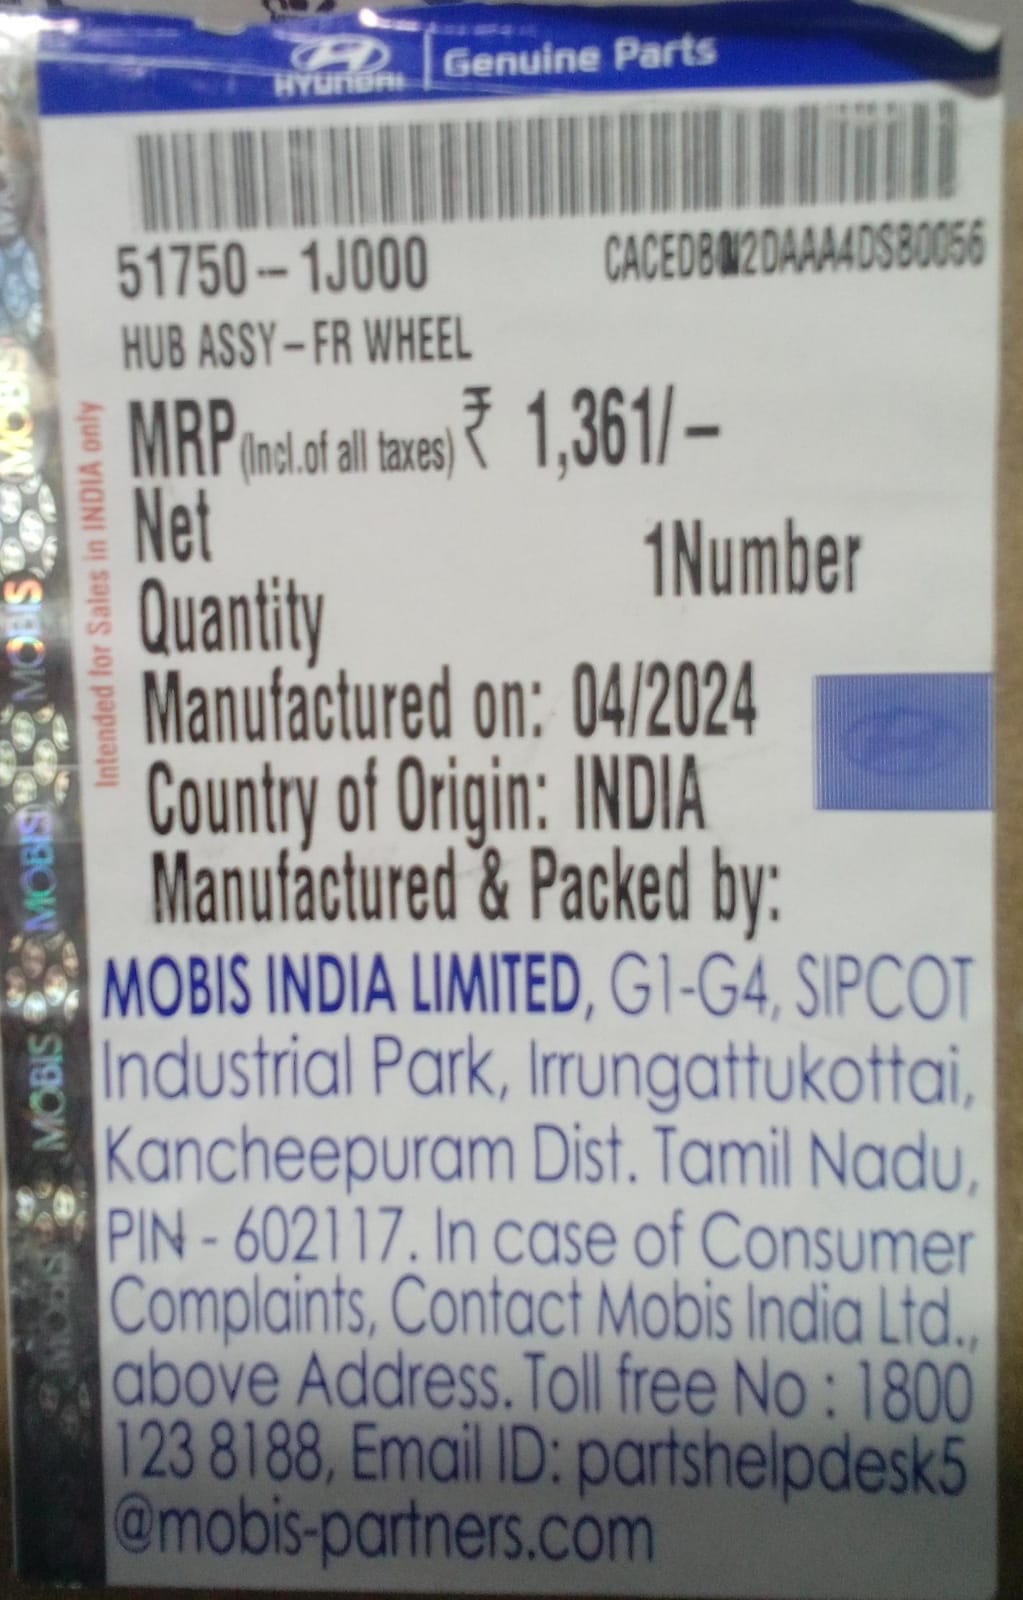 HYUNDAI | Genuine Parts
51750-1J000
HUB ASSY-FR WHEEL
MRP (Incl.of all taxes) ₹ 1,361/-
Net
Quantity 1Number
Manufactured on: 04/2024
Country of Origin: INDIA
Manufactured & Packed by:
MOBIS INDIA LIMITED, G1-G4, SIPCOT
Industrial Park, Irrungattukottai,
Kancheepuram Dist. Tamil Nadu,
PIN - 602117. In case of Consumer
Complaints, Contact Mobis India Ltd.,
above Address. Toll free No : 1800
123 8188, Email ID: partshelpdesk5
@mobis-partners.com
Intended for Sales in INDIA only
MOBIS
MOBIS
MOBIS
MOBIS
MOBIS